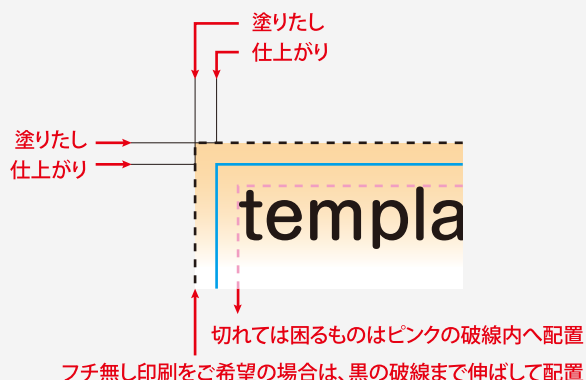 塗りたし
仕上がり
塗りたし
仕上がり
templa
切れては困るものはピンクの破線内へ配置
フチ無し印刷をご希望の場合は、黒の破線まで伸ばして配置